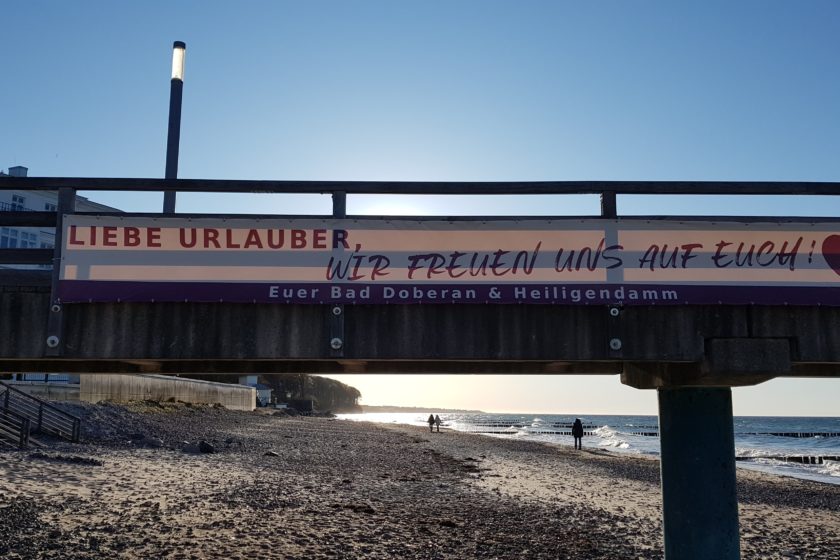 LIEBE URLAUBER,
WIR FREUEN UNS AUF EUCH!
Euer Bad Doberan & Heiligendamm